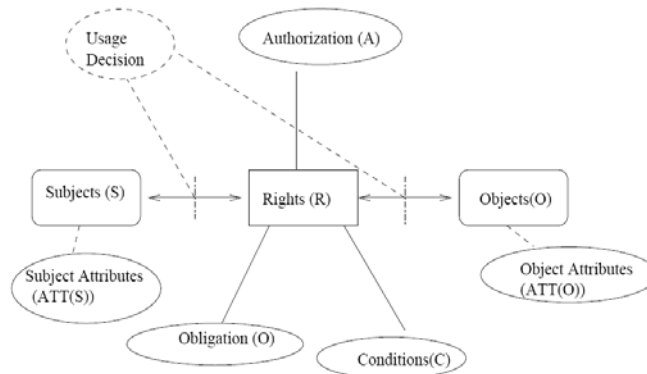 Usage
Decision
Authorization (A)
Subjects (S)
Rights (R)
Objects(O)
Subject Attributes
(ATT(S))
Object Attributes
(ATT(O))
Obligation (O)
Conditions(C)